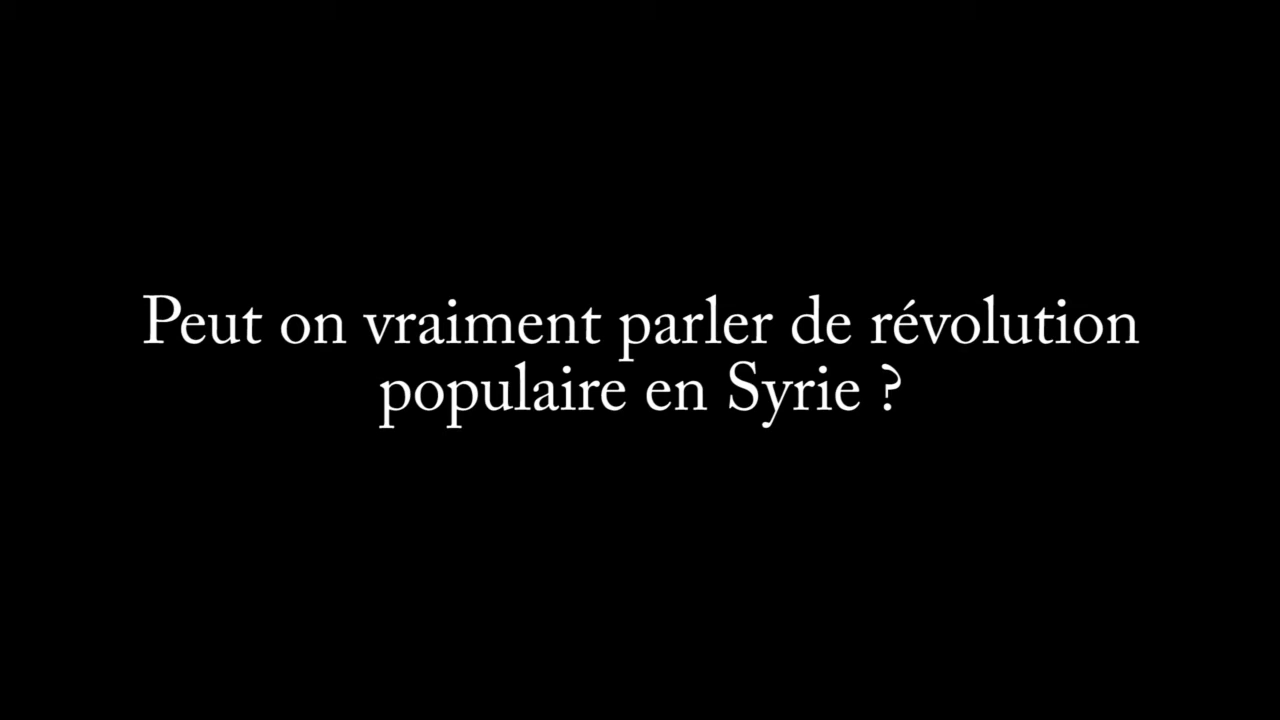 Peut on vraiment parler de révolution
populaire en Syrie ?